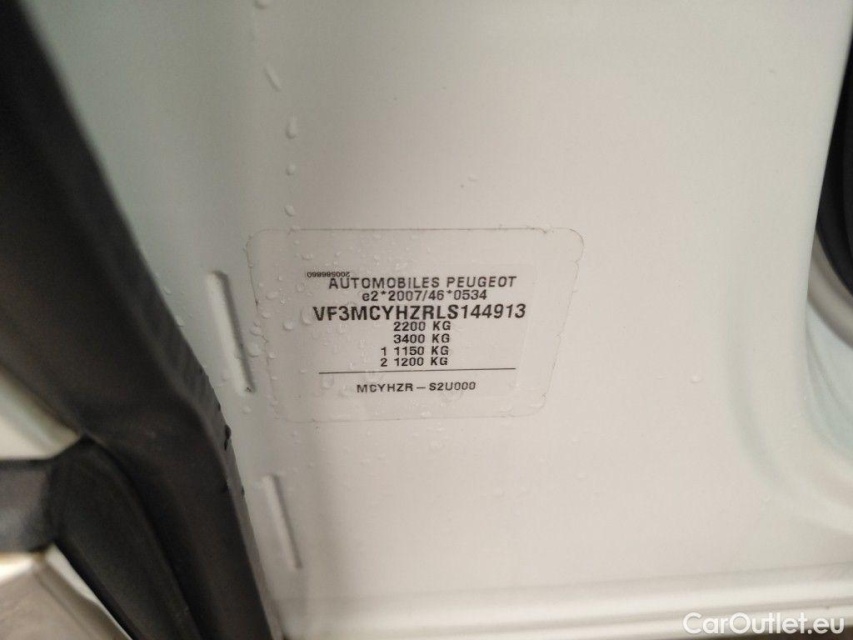 AUTOMOBILES PEUGEOT
e2*2007/46*0534
VF3MCYHZRLS144913
2200 KG
3400 KG
1 1150 KG
2 1200 KG
MCYHZR – S2U000
CarOutlet.eu